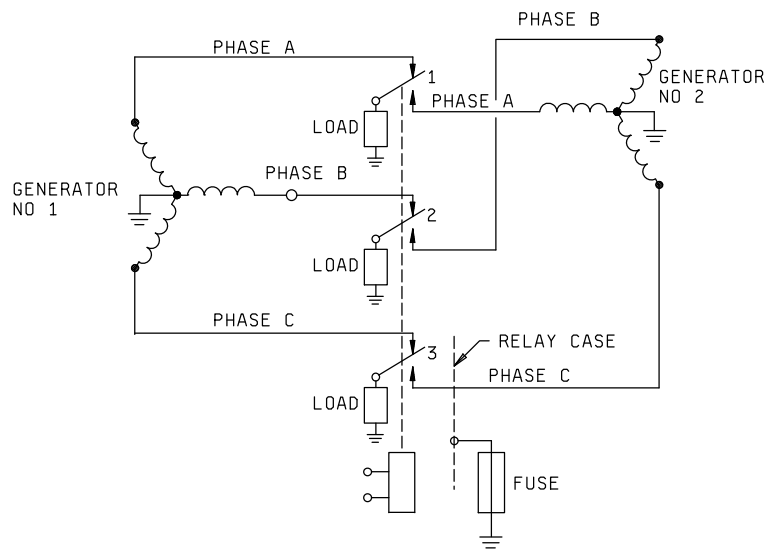 PHASE B
PHASE A
1
GENERATOR
NO 2
PHASE A
LOAD
PHASE B
GENERATOR
NO 1
2
LOAD
PHASE C
3
RELAY CASE
PHASE C
LOAD
FUSE